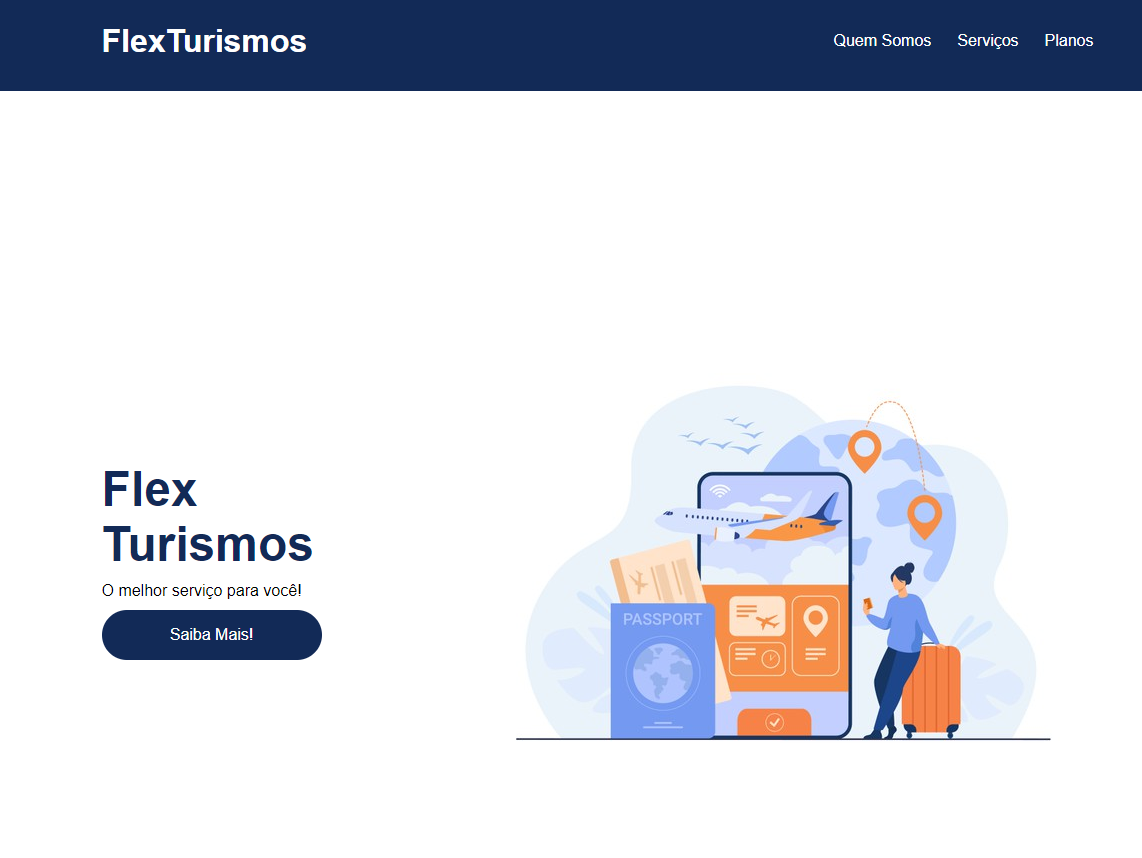 FlexTurismos
Quem Somos Serviços Planos
Flex
Turismos
O melhor serviço para você!
Saiba Mais!
PASSPORT